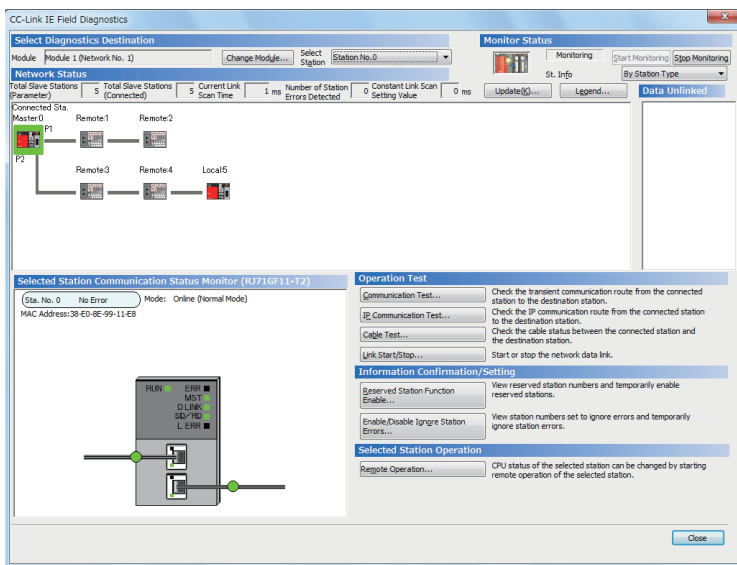 CC-Link IE Field Diagnostics
Select Diagnostics Destination
Module Module 1 (Network No. 1) Change Module... Select Station Station No.0
Monitor Status
Monitoring Start Monitoring Stop Monitoring
St. Info By Station Type
Update(K)... Legend...
Network Status
Total Slave Stations (Parameter) 5 Total Slave Stations (Connected) 5 Current Link Scan Time 1 ms Number of Station Errors Detected 0 Constant Link Scan Setting Value 0 ms
Data Unlinked
Connected Sta.
Master:0 Remote:1 Remote:2
P1
P2
Remote:3 Remote:4 Local:5
Selected Station Communication Status Monitor (RJ71GF11-T2)
Sta. No. 0 No Error Mode: Online (Normal Mode)
MAC Address:38-E0-8E-99-11-E8
RUN ERR
MST
D LINK
SD/RD
L ERR
Operation Test
Communication Test... Check the transient communication route from the connected station to the destination station.
IP Communication Test... Check the IP communication route from the connected station to the destination station.
Cable Test... Check the cable status between the connected station and the destination station.
Link Start/Stop... Start or stop the network data link.
Information Confirmation/Setting
Reserved Station Function Enable... View reserved station numbers and temporarily enable reserved stations.
Enable/Disable Ignore Station Errors... View station numbers set to ignore errors and temporarily ignore station errors.
Selected Station Operation
Remote Operation... CPU status of the selected station can be changed by starting remote operation of the selected station.
Close